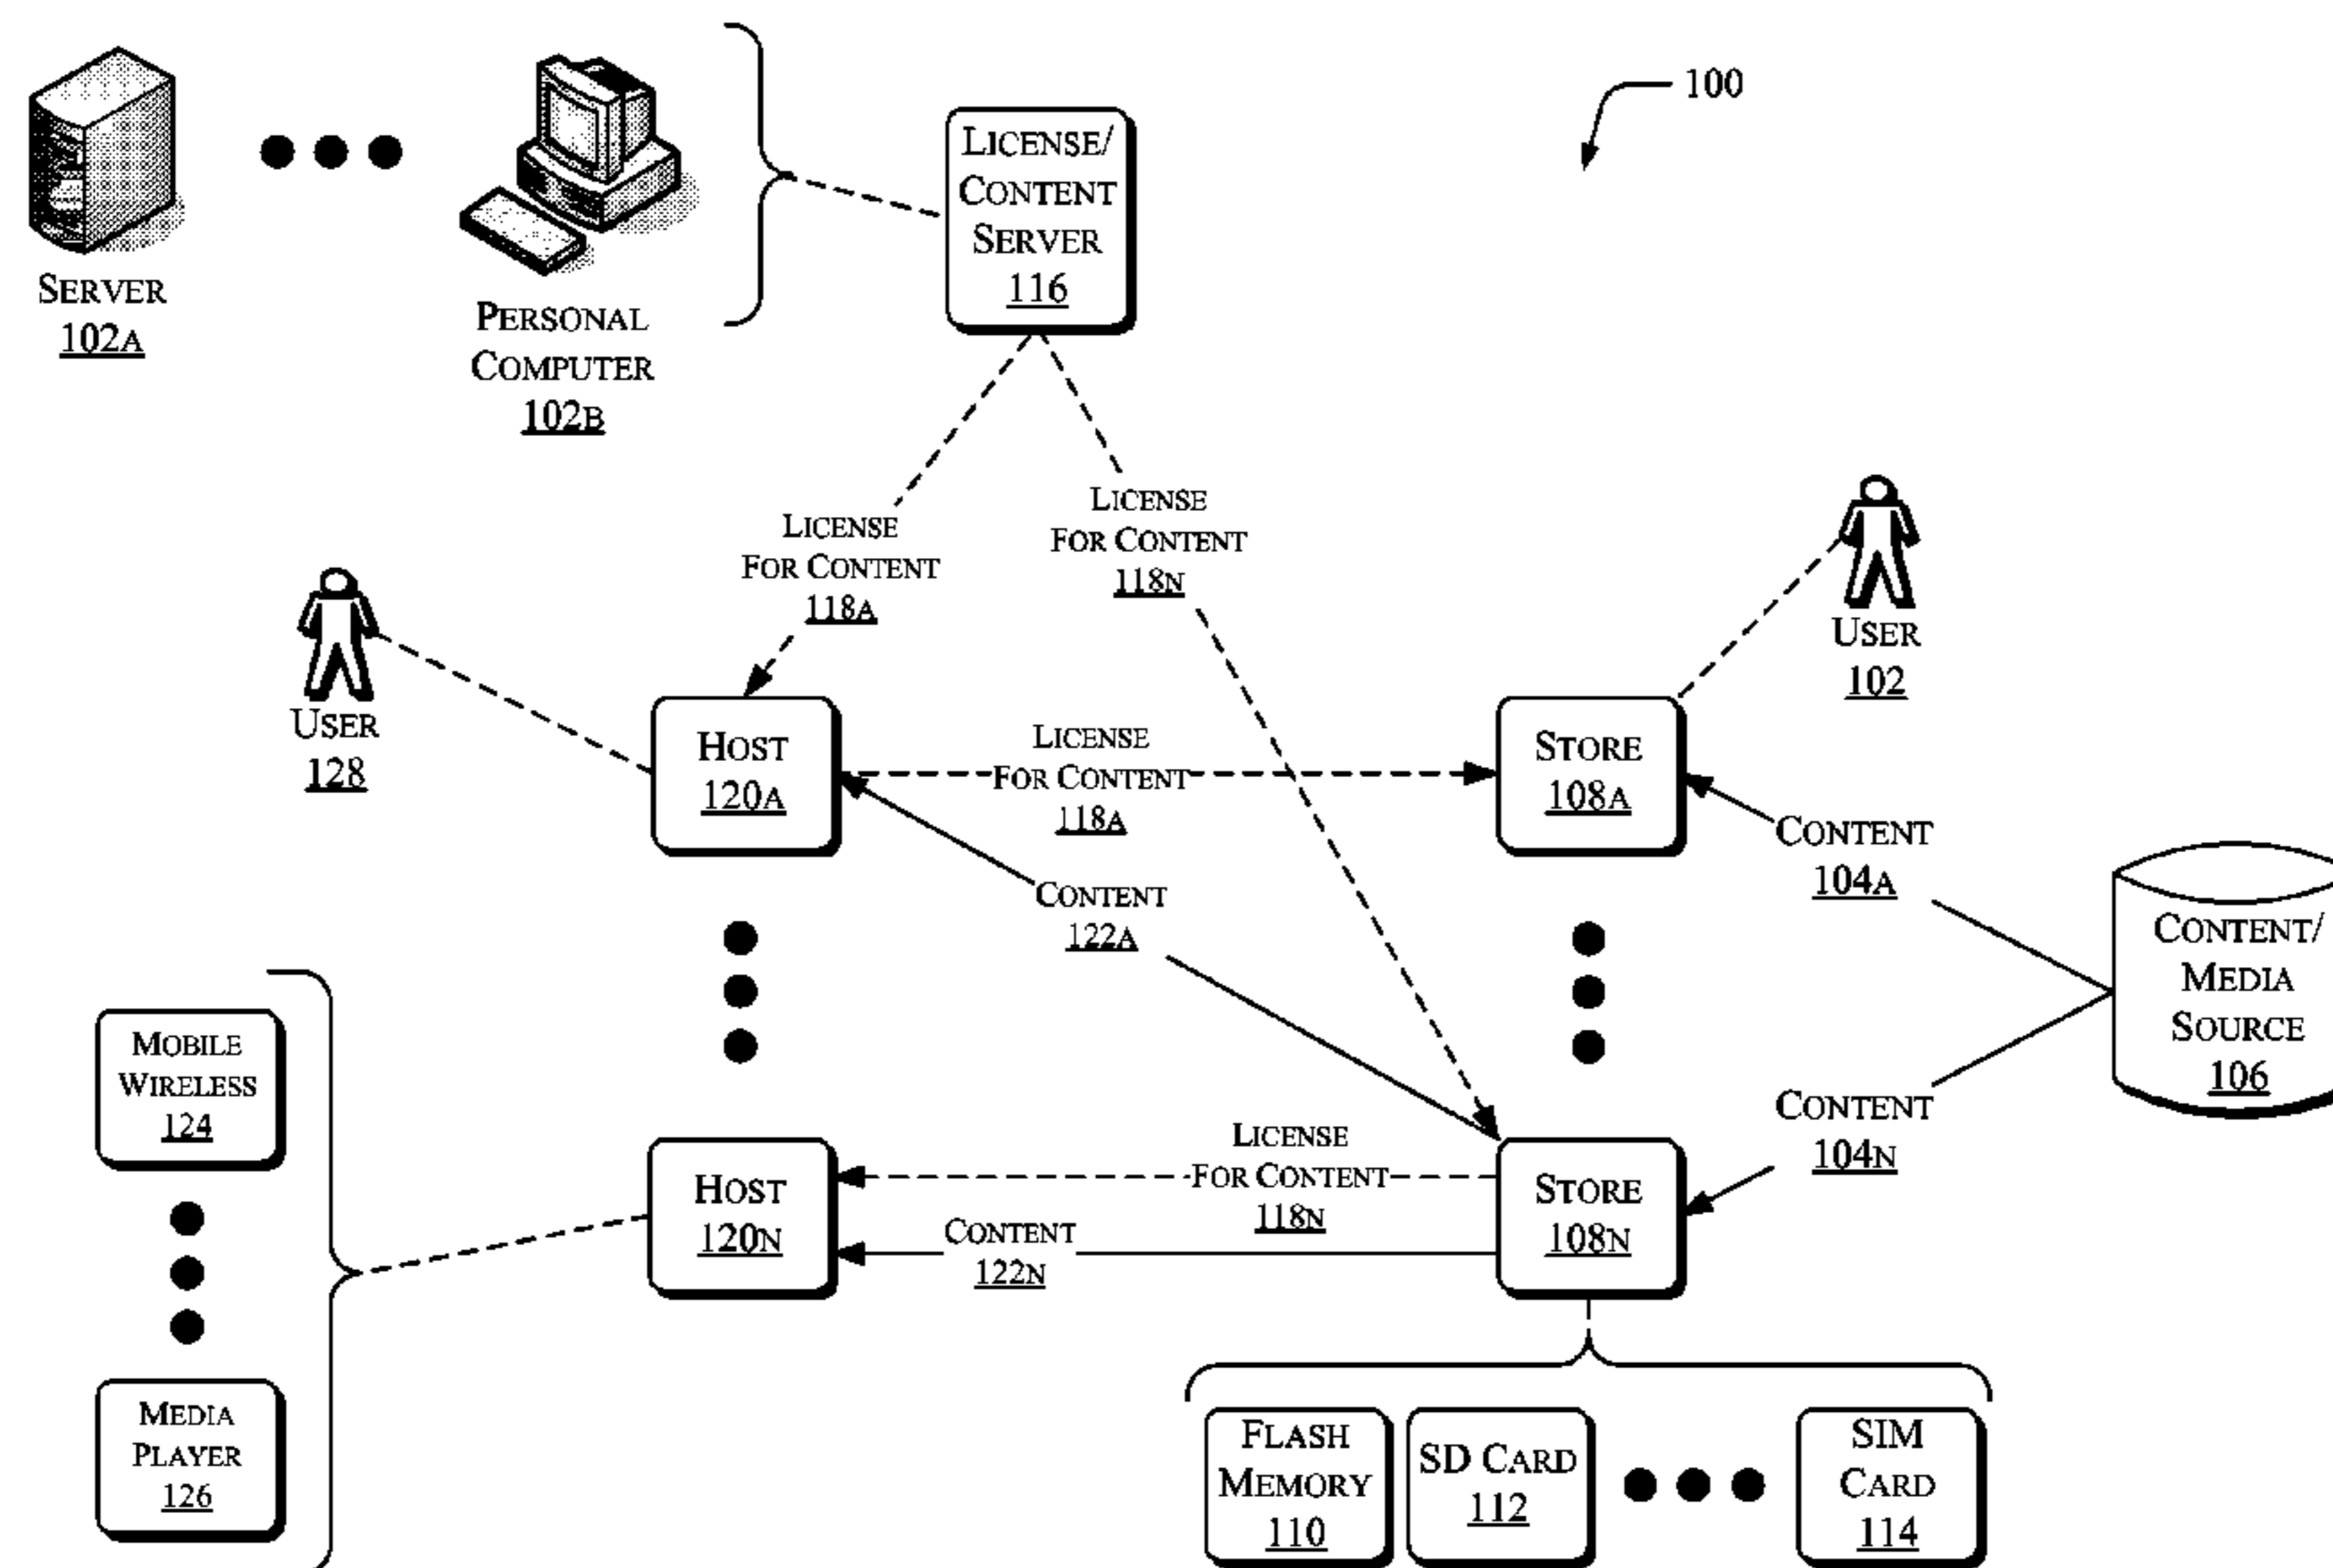 100
LICENSE/
CONTENT
SERVER
116
SERVER
102A
PERSONAL
COMPUTER
102B
LICENSE
FOR CONTENT
118A
LICENSE
FOR CONTENT
118N
USER
128
USER
102
HOST
120A
LICENSE
FOR CONTENT
118A
STORE
108A
CONTENT
104A
CONTENT
122A
CONTENT/
MEDIA
SOURCE
106
CONTENT
104N
MOBILE
WIRELESS
124
HOST
120N
LICENSE
FOR CONTENT
118N
CONTENT
122N
STORE
108N
MEDIA
PLAYER
126
FLASH
MEMORY
110
SD CARD
112
SIM
CARD
114